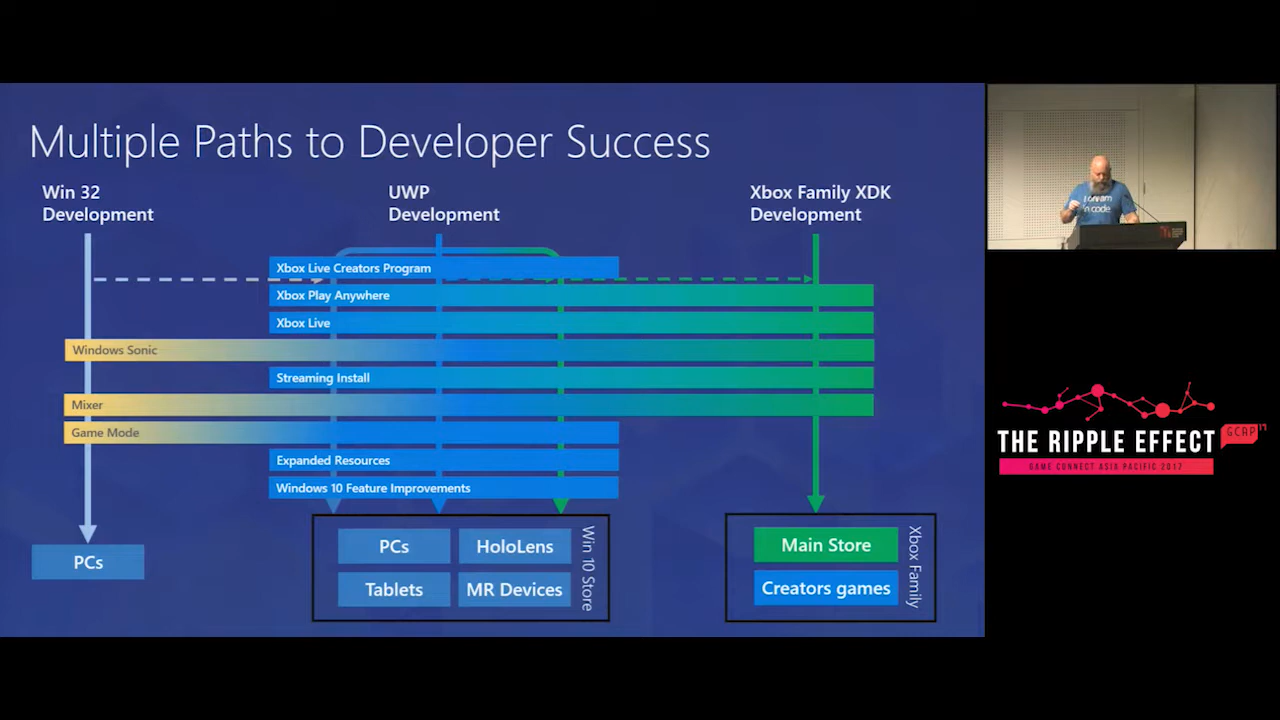 Multiple Paths to Developer Success
Win 32
Development
UWP
Development
Xbox Family XDK
Development
Xbox Live Creators Program
Xbox Play Anywhere
Xbox Live
Windows Sonic
Streaming Install
Mixer
Game Mode
Expanded Resources
Windows 10 Feature Improvements
PCs
PCs
HoloLens
Tablets
MR Devices
Win 10 Store
Main Store
Creators games
Xbox Family
in code
THE RIPPLE EFFECT
GCAP 17
GAME CONNECT ASIA PACIFIC 2017